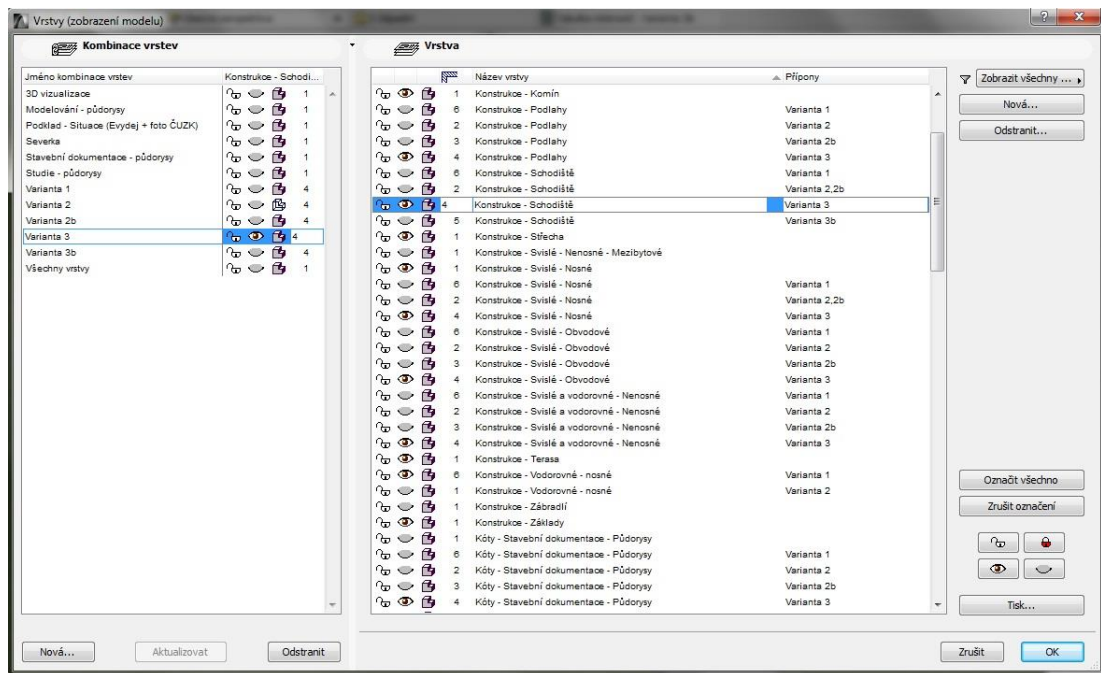 Vrstvy (zobrazení modelu)
Kombinace vrstev
Vrstva
Jméno kombinace vrstev Konstrukce - Schodi...
3D vizualizace 1
Modelování - půdorysy 1
Podklad - Situace (Evydej + foto ČUZK) 1
Severka 1
Stavební dokumentace - půdorysy 1
Studie - půdorysy 1
Varianta 1 4
Varianta 2 4
Varianta 2b 4
Varianta 3 4
Varianta 3b 4
Všechny vrstvy 1
Nová...
Aktualizovat
Odstranit
Název vrstvy Přípony
1 Konstrukce - Komín
6 Konstrukce - Podlahy Varianta 1
2 Konstrukce - Podlahy Varianta 2
3 Konstrukce - Podlahy Varianta 2b
4 Konstrukce - Podlahy Varianta 3
6 Konstrukce - Schodiště Varianta 1
2 Konstrukce - Schodiště Varianta 2,2b
4 Konstrukce - Schodiště Varianta 3
5 Konstrukce - Schodiště Varianta 3b
1 Konstrukce - Střecha
1 Konstrukce - Svislé - Nenosné - Mezibytové
1 Konstrukce - Svislé - Nosné
6 Konstrukce - Svislé - Nosné Varianta 1
2 Konstrukce - Svislé - Nosné Varianta 2,2b
4 Konstrukce - Svislé - Nosné Varianta 3
6 Konstrukce - Svislé - Obvodové Varianta 1
2 Konstrukce - Svislé - Obvodové Varianta 2
3 Konstrukce - Svislé - Obvodové Varianta 2b
4 Konstrukce - Svislé - Obvodové Varianta 3
6 Konstrukce - Svislé a vodorovné - Nenosné Varianta 1
2 Konstrukce - Svislé a vodorovné - Nenosné Varianta 2
3 Konstrukce - Svislé a vodorovné - Nenosné Varianta 2b
4 Konstrukce - Svislé a vodorovné - Nenosné Varianta 3
1 Konstrukce - Terasa
6 Konstrukce - Vodorovné - nosné Varianta 1
1 Konstrukce - Vodorovné - nosné Varianta 2
1 Konstrukce - Zábradlí
1 Konstrukce - Základy
1 Kóty - Stavební dokumentace - Půdorysy
6 Kóty - Stavební dokumentace - Půdorysy Varianta 1
2 Kóty - Stavební dokumentace - Půdorysy Varianta 2
3 Kóty - Stavební dokumentace - Půdorysy Varianta 2b
4 Kóty - Stavební dokumentace - Půdorysy Varianta 3
Zobrazit všechny ...
Nová...
Odstranit...
Označit všechno
Zrušit označení
Tisk...
Zrušit
OK